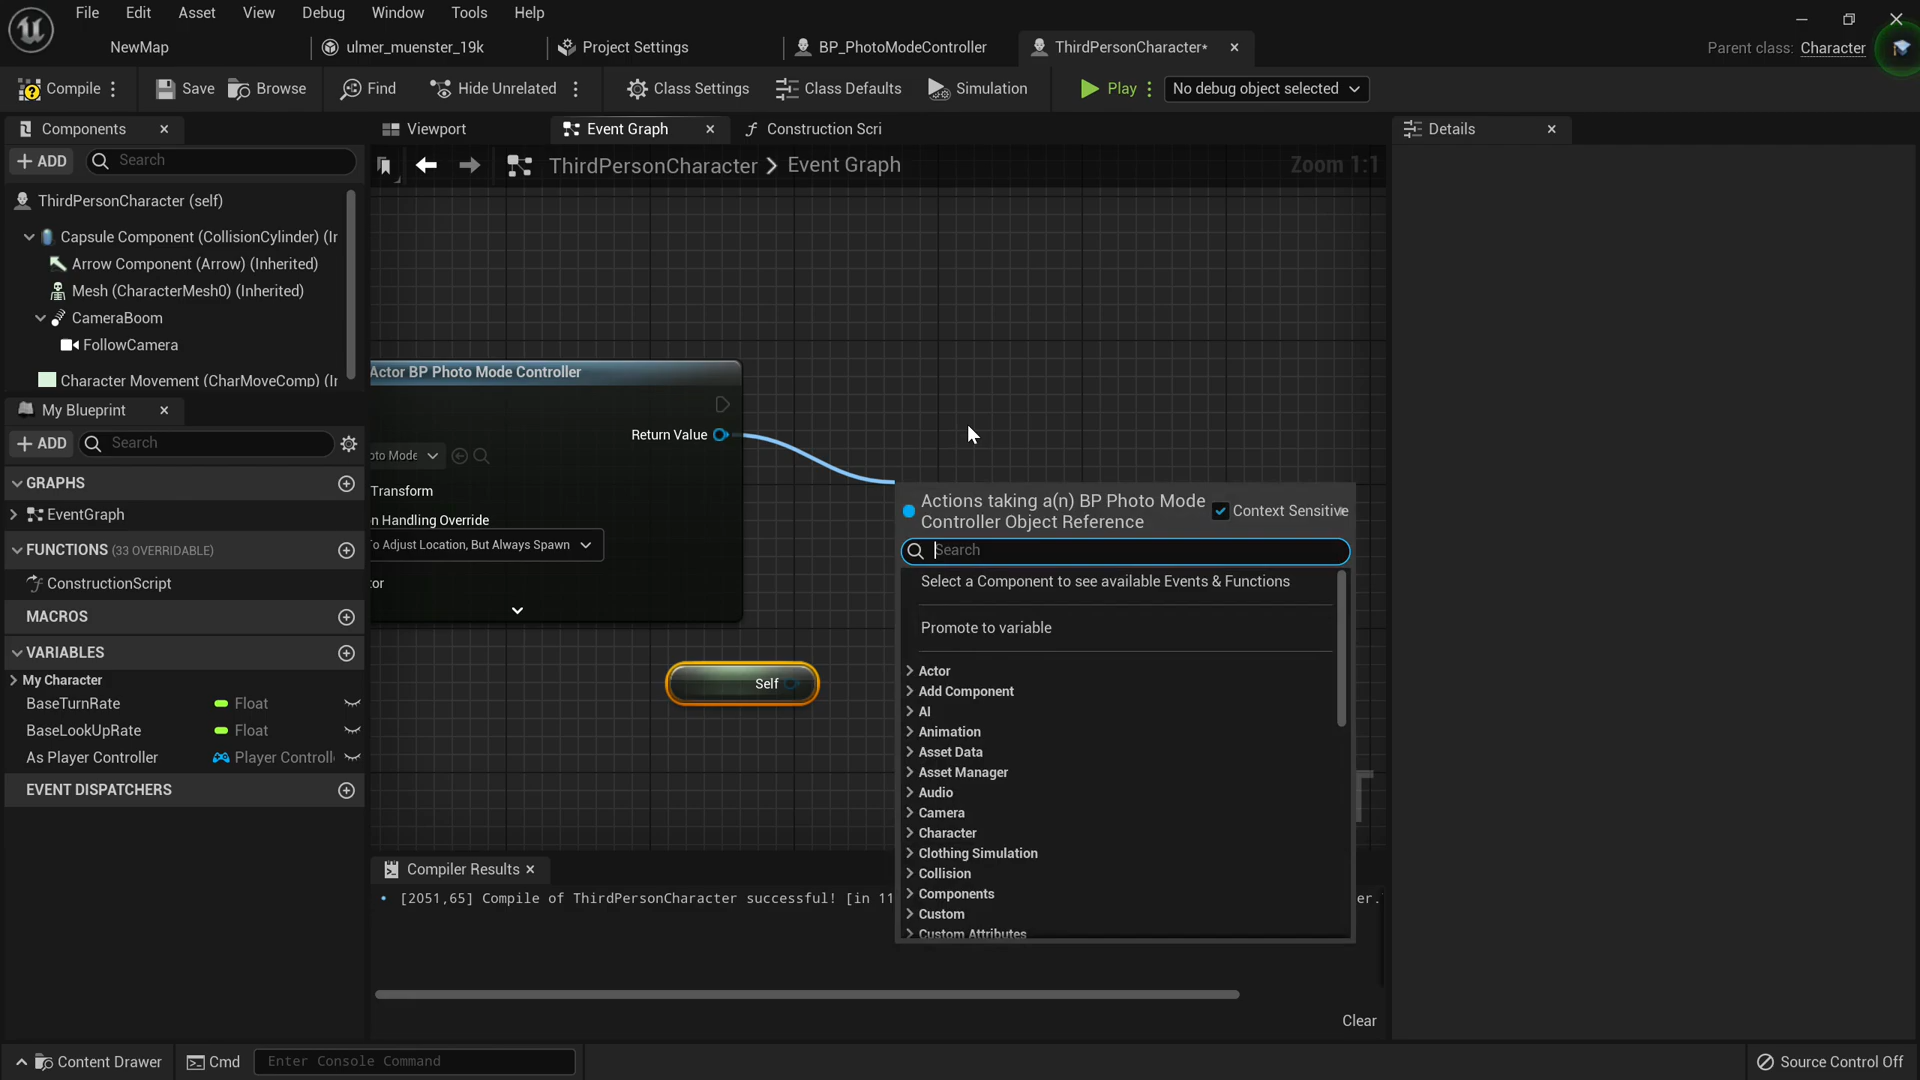 File Edit Asset View Debug Window Tools Help
NewMap ulmer_muenster_19k Project Settings BP_PhotoModeController ThirdPersonCharacter* Parent class: Character
Compile Save Browse Find Hide Unrelated Class Settings Class Defaults Simulation Play No debug object selected
Components Viewport Event Graph Construction Scri Details
ADD Search ThirdPersonCharacter Event Graph Zoom 1:1
ThirdPersonCharacter (self)
Capsule Component (CollisionCylinder) (Ir
Arrow Component (Arrow) (Inherited)
Mesh (CharacterMesh0) (Inherited)
CameraBoom
FollowCamera
Character Movement (CharMoveComp) (Ir
My Blueprint
ADD Search
GRAPHS
EventGraph
FUNCTIONS (33 OVERRIDABLE)
ConstructionScript
MACROS
VARIABLES
My Character
BaseTurnRate Float
BaseLookUpRate Float
As Player Controller Player Controll
EVENT DISPATCHERS
Actor BP Photo Mode Controller
Return Value
oto Mode
Transform
n Handling Override
To Adjust Location, But Always Spawn
tor
Self
Actions taking a(n) BP Photo Mode
Controller Object Reference Context Sensitive
Search
Select a Component to see available Events & Functions
Promote to variable
Actor
Add Component
AI
Animation
Asset Data
Asset Manager
Audio
Camera
Character
Clothing Simulation
Collision
Components
Custom
Custom Attributes
Compiler Results
[2051,65] Compile of ThirdPersonCharacter successful! [in 11 er.
Clear
Content Drawer Cmd Enter Console Command Source Control Off